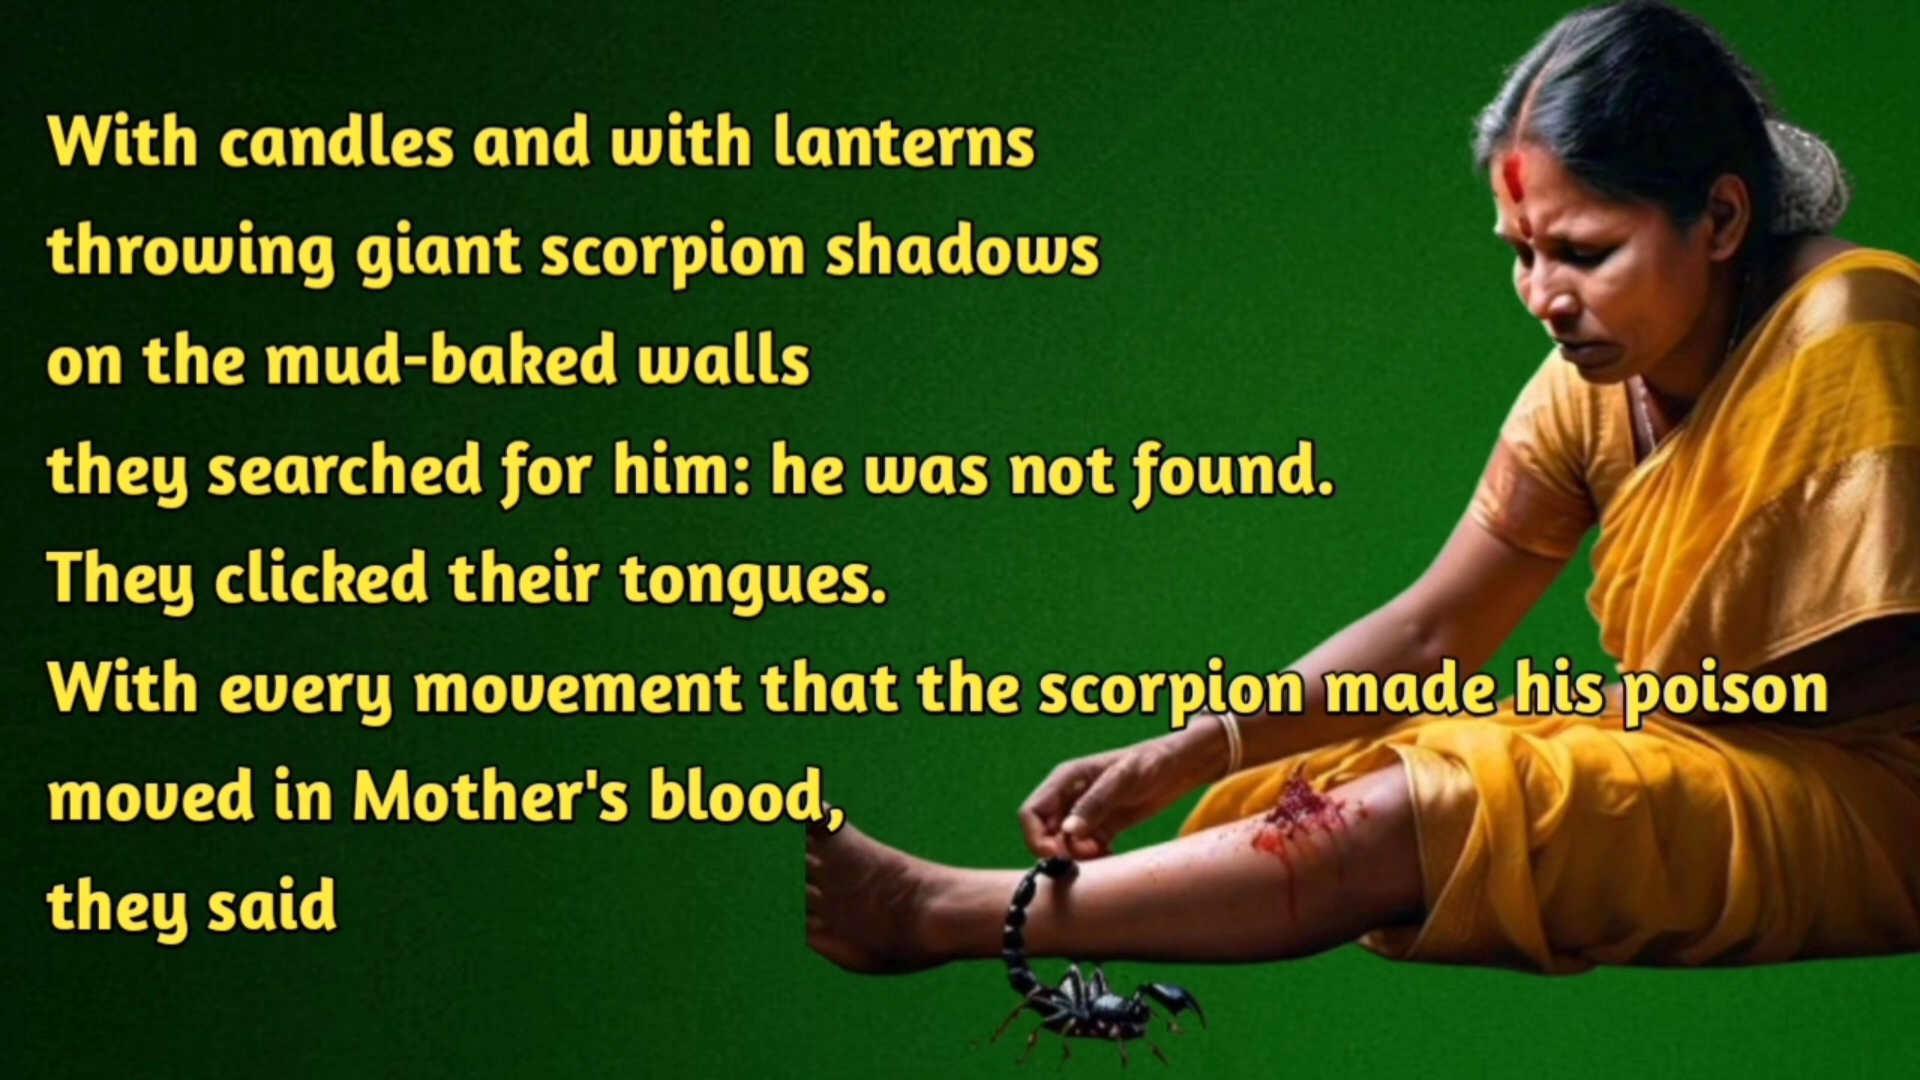 With candles and with lanterns
throwing giant scorpion shadows
on the mud-baked walls
they searched for him: he was not found.
They clicked their tongues.
With every movement that the scorpion made his poison
moved in Mother's blood,
they said